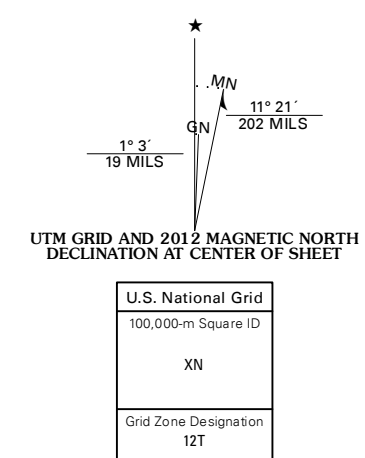 ★
MN
11° 21´
202 MILS
GN
1° 3´
19 MILS
UTM GRID AND 2012 MAGNETIC NORTH
DECLINATION AT CENTER OF SHEET
U.S. National Grid
100,000-m Square ID
XN
Grid Zone Designation
12T